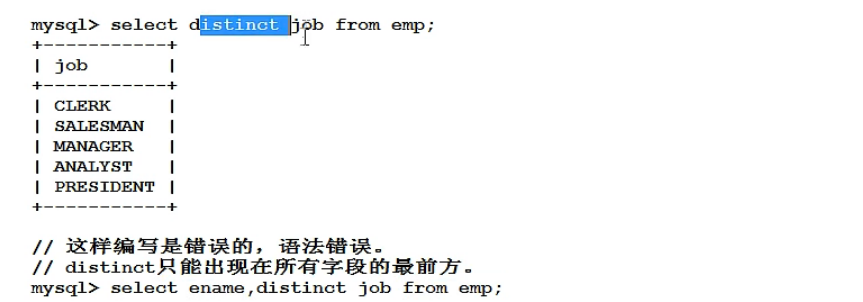 mysql> select distinct job from emp;
+-----------+
| job       |
+-----------+
| CLERK     |
| SALESMAN  |
| MANAGER   |
| ANALYST   |
| PRESIDENT |
+-----------+
// 这样编写是错误的，语法错误。
// distinct只能出现在所有字段的最前方。
mysql> select ename,distinct job from emp;